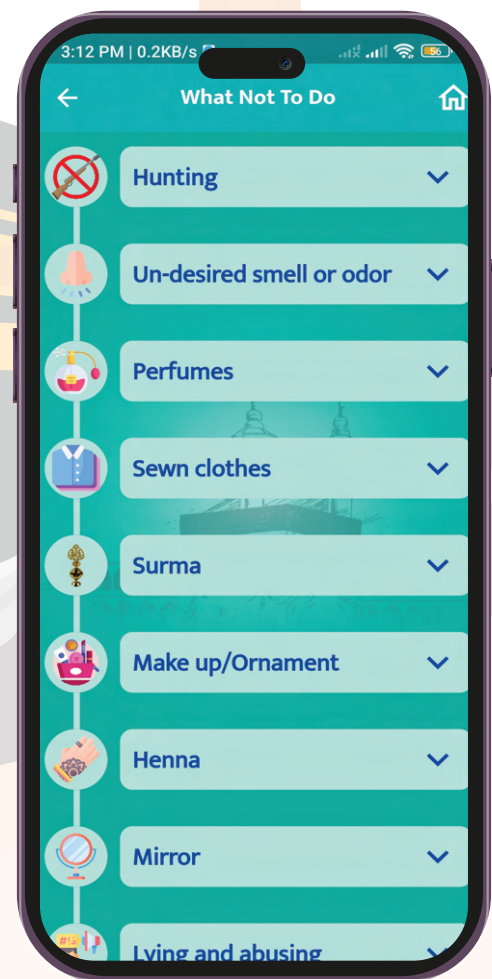 3:12 PM | 0.2KB/s
56
What Not To Do
Hunting
Un-desired smell or odor
Perfumes
Sewn clothes
Surma
Make up/Ornament
Henna
Mirror
#!$
Lying and abusing